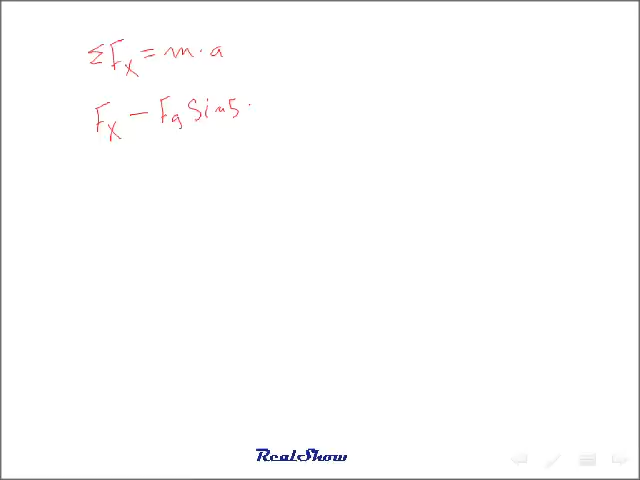 ΣFx = m·a
Fx − Fg Sin5·
RealShow